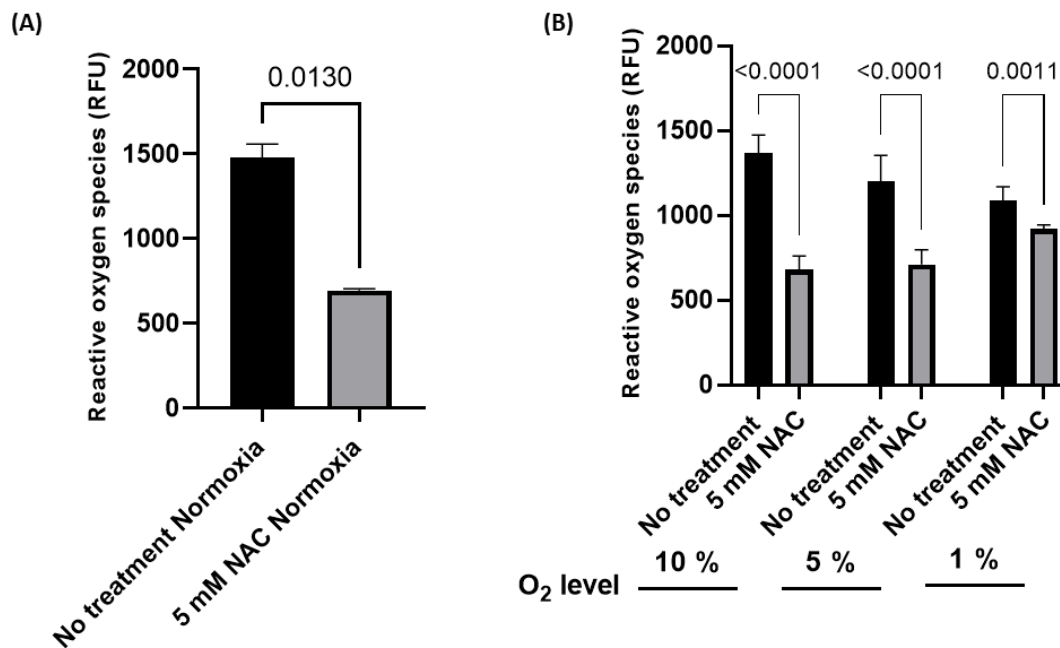 (A)
Reactive oxygen species (RFU)
2000
1500
1000
500
0
0.0130
No treatment Normoxia
5 mM NAC Normoxia
(B)
Reactive oxygen species (RFU)
2000
1500
1000
500
0
<0.0001
<0.0001
0.0011
No treatment
5 mM NAC
No treatment
5 mM NAC
No treatment
5 mM NAC
O₂ level 10 % 5 % 1 %